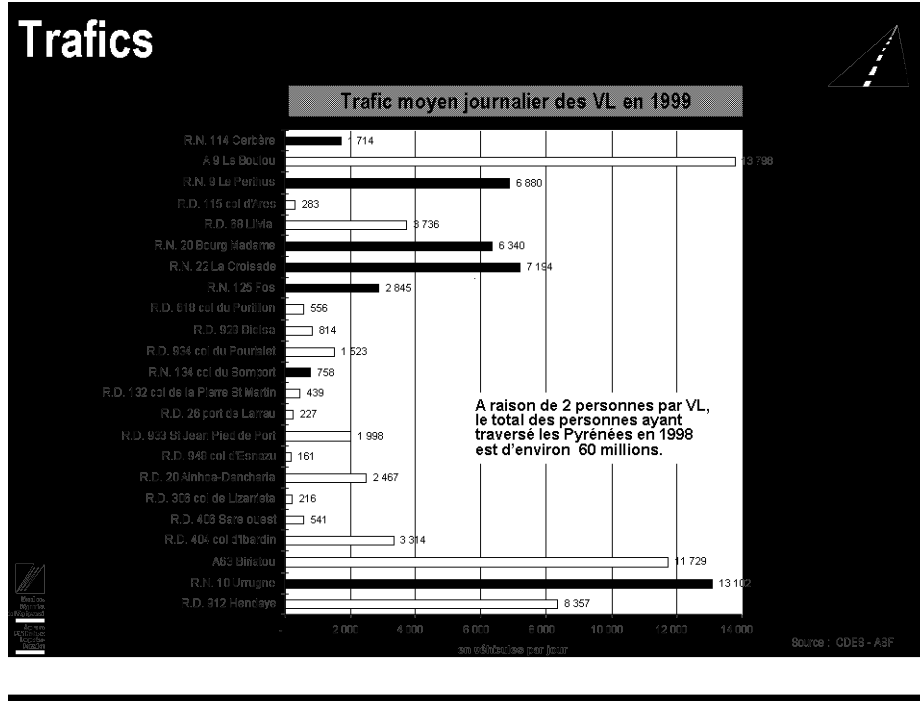 Trafics
Trafic moyen journalier des VL en 1999
R.N. 114 Cerbère 1 714
A 9 Le Boulou 13 798
R.N. 9 Le Perthus 6 880
R.D. 115 col d'Ares 283
R.D. 68 Llivia 3 736
R.N. 20 Bourg Madame 6 340
R.N. 22 La Croisade 7 194
R.N. 125 Fos 2 845
R.D. 618 col du Portillon 556
R.D. 929 Bielsa 814
R.D. 934 col du Pourtalet 1 523
R.N. 134 col du Somport 758
R.D. 132 col de la Pierre St Martin 439
R.D. 26 port de Larrau 227
R.D. 933 St Jean Pied de Port 1 998
R.D. 948 col d'Esnazu 161
R.D. 20 Ainhoa-Dancharia 2 467
R.D. 306 col de Lizarrieta 216
R.D. 406 Sare ouest 541
R.D. 404 col d'Ibardin 3 314
A63 Biriatou 11 729
R.N. 10 Urrugne 13 102
R.D. 912 Hendaye 8 357
A raison de 2 personnes par VL,
le total des personnes ayant
traversé les Pyrénées en 1998
est d'environ 60 millions.
- 2 000 4 000 6 000 8 000 10 000 12 000 14 000
en véhicules par jour
Source : CDES - ASF